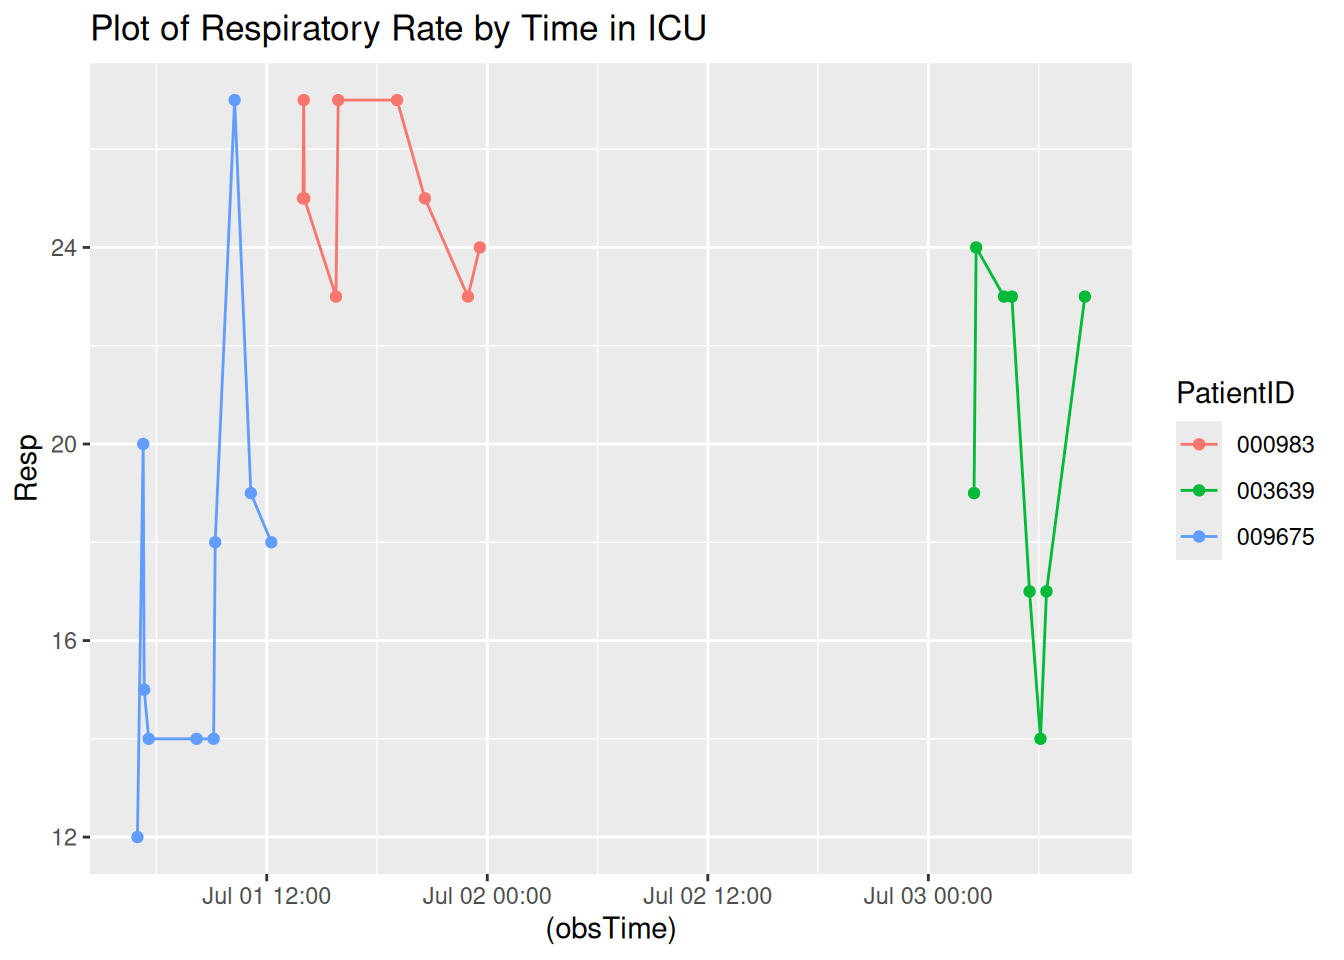 Plot of Respiratory Rate by Time in ICU
Resp
24
20
16
12
Jul 01 12:00
Jul 02 00:00
Jul 02 12:00
Jul 03 00:00
(obsTime)
PatientID
000983
003639
009675